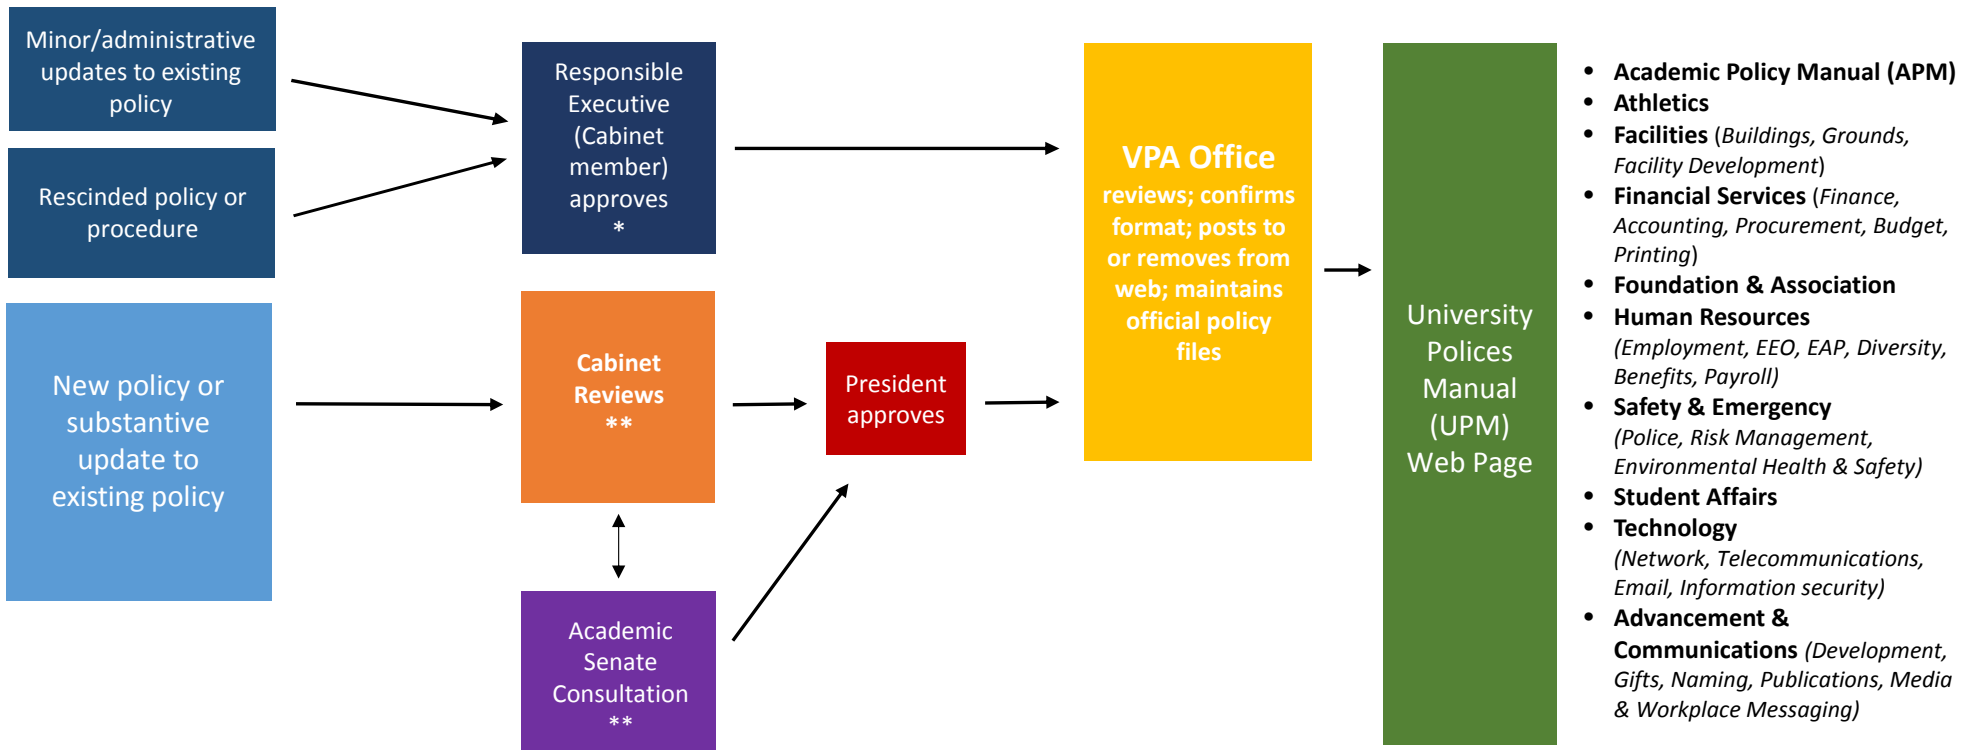 Minor/administrative
updates to existing
policy
Rescinded policy or
procedure
New policy or
substantive
update to
existing policy
Responsible
Executive
(Cabinet
member)
approves
*
Cabinet
Reviews
**
Academic
Senate
Consultation
**
President
approves
VPA Office
reviews; confirms
format; posts to
or removes from
web; maintains
official policy
files
University
Polices
Manual
(UPM)
Web Page
• Academic Policy Manual (APM)
• Athletics
• Facilities (Buildings, Grounds,
Facility Development)
• Financial Services (Finance,
Accounting, Procurement, Budget,
Printing)
• Foundation & Association
• Human Resources
(Employment, EEO, EAP, Diversity,
Benefits, Payroll)
• Safety & Emergency
(Police, Risk Management,
Environmental Health & Safety)
• Student Affairs
• Technology
(Network, Telecommunications,
Email, Information security)
• Advancement &
Communications (Development,
Gifts, Naming, Publications, Media
& Workplace Messaging)